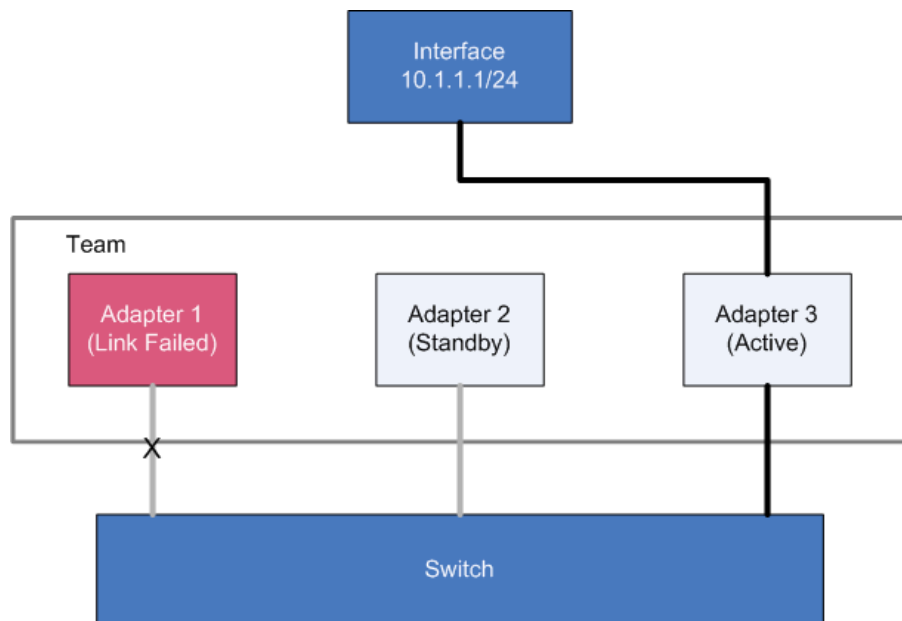 Interface
10.1.1.1/24
Team
Adapter 1
(Link Failed)
Adapter 2
(Standby)
Adapter 3
(Active)
X
Switch